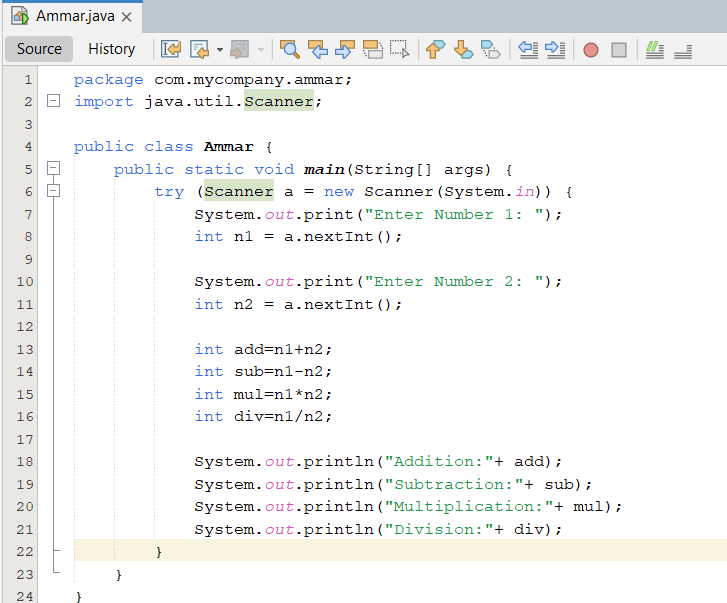 Ammar.java
Source History
1 package com.mycompany.ammar;
2 import java.util.Scanner;
3
4 public class Ammar {
5     public static void main(String[] args) {
6         try (Scanner a = new Scanner(System.in)) {
7             System.out.print("Enter Number 1: ");
8             int n1 = a.nextInt();
9
10             System.out.print("Enter Number 2: ");
11             int n2 = a.nextInt();
12
13             int add=n1+n2;
14             int sub=n1-n2;
15             int mul=n1*n2;
16             int div=n1/n2;
17
18             System.out.println("Addition:"+ add);
19             System.out.println("Subtraction:"+ sub);
20             System.out.println("Multiplication:"+ mul);
21             System.out.println("Division:"+ div);
22         }
23     }
24 }